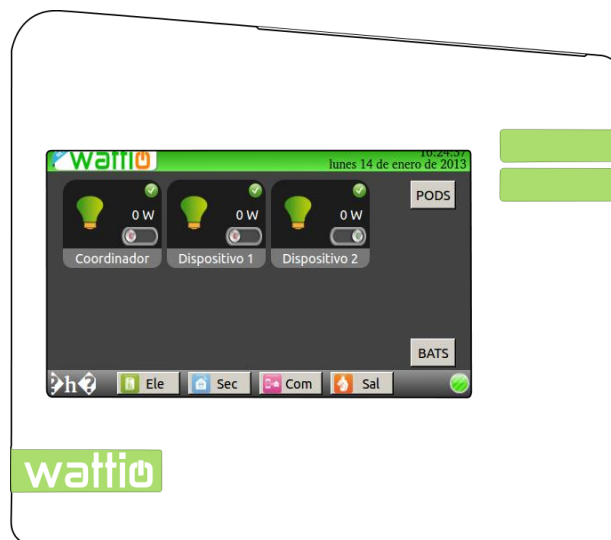 wattio
16:24:57
lunes 14 de enero de 2013
0 W
0 W
0 W
PODS
Coordinador
Dispositivo 1
Dispositivo 2
BATS
h
Ele
Sec
Com
Sal
wattio